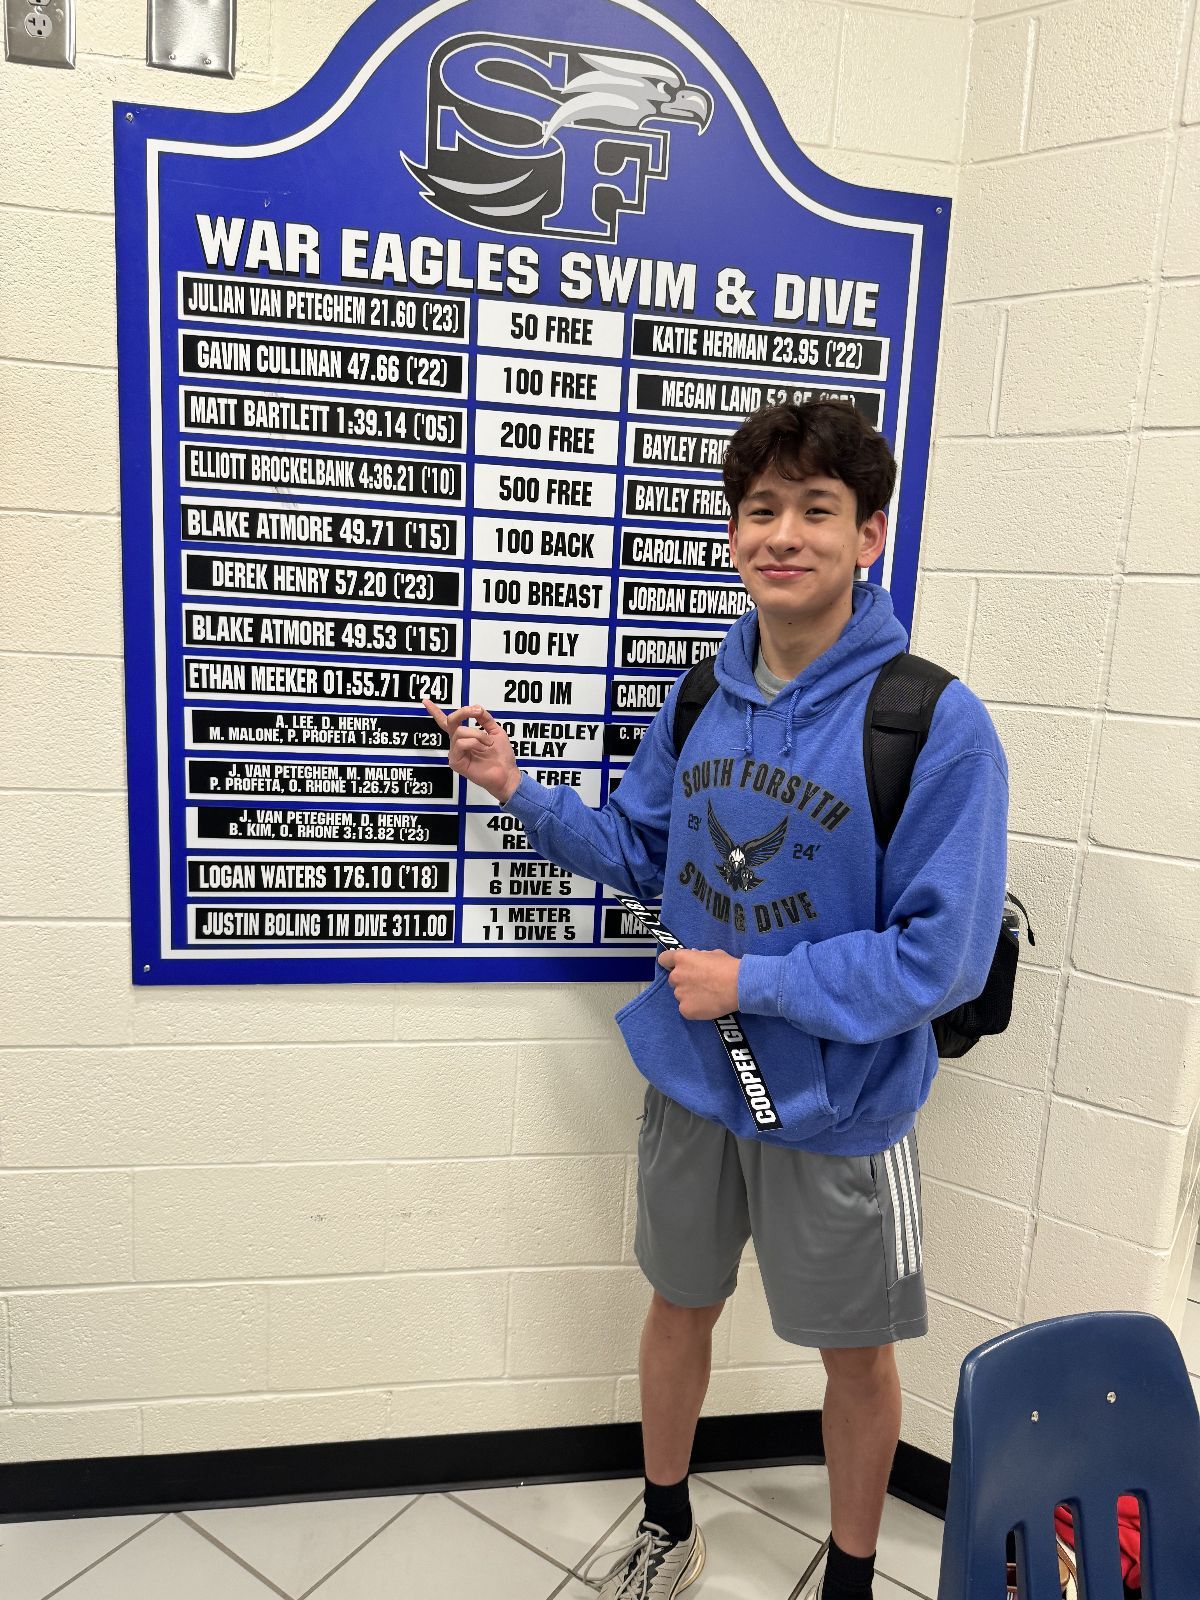 SF
WAR EAGLES SWIM & DIVE
JULIAN VAN PETEGHEM 21.60 ('23) 50 FREE KATIE HERMAN 23.95 ('22)
GAVIN CULLINAN 47.66 ('22) 100 FREE MEGAN LAND
MATT BARTLETT 1:39.14 ('05) 200 FREE BAYLEY
ELLIOTT BROCKELBANK 4:36.21 ('10) 500 FREE BAYLEY
BLAKE ATMORE 49.71 ('15) 100 BACK CAROLINE
DEREK HENRY 57.20 ('23) 100 BREAST JORDAN EDWARDS
BLAKE ATMORE 49.53 ('15) 100 FLY JORDAN
ETHAN MEEKER 01:55.71 ('24) 200 IM
A. LEE, D. HENRY,
M. MALONE, P. PROFETA 1:36.57 ('23)
MEDLEY
RELAY
C.
J. VAN PETEGHEM, M. MALONE,
P. PROFETA, O. RHONE 1:26.75 ('23)
FREE
J. VAN PETEGHEM, D. HENRY,
B. KIM, O. RHONE 3:13.82 ('23)
400
LOGAN WATERS 176.10 ('18)
1 METER
6 DIVE 5
JUSTIN BOLING 1M DIVE 311.00
1 METER
11 DIVE 5
SOUTH FORSYTH
23' 24'
SWIM & DIVE
COOPER